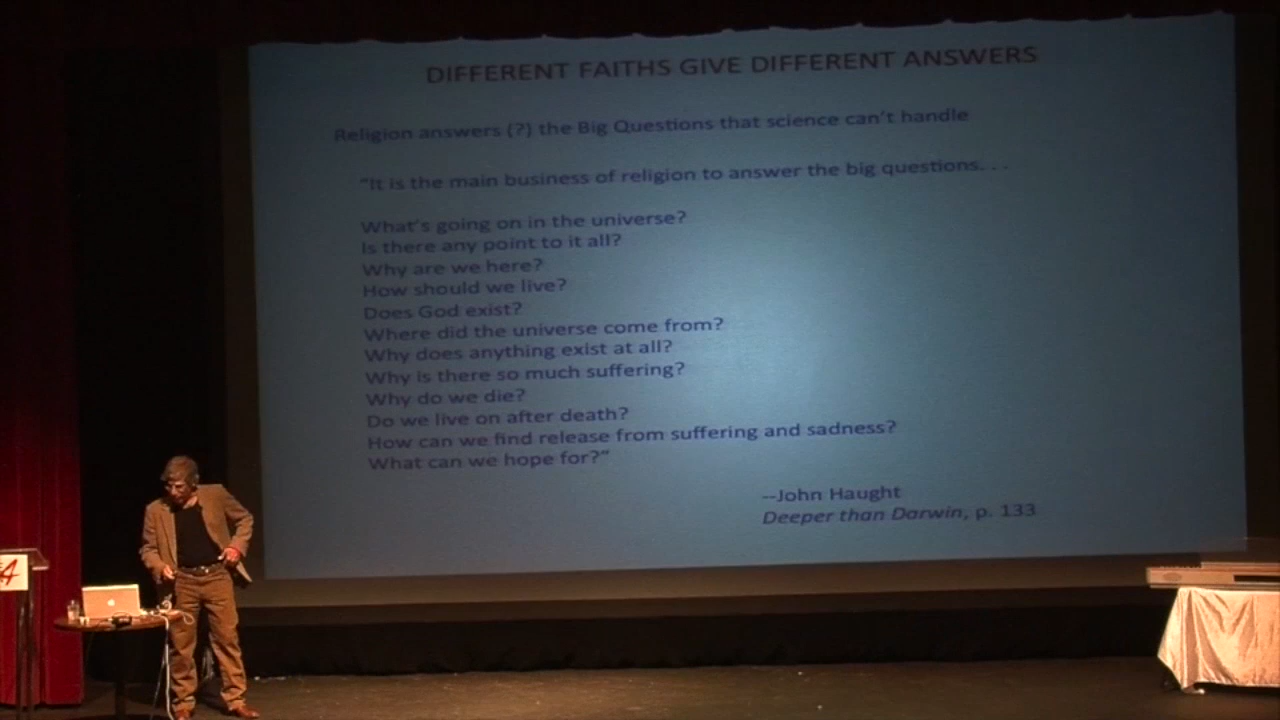 DIFFERENT FAITHS GIVE DIFFERENT ANSWERS
Religion answers (?) the Big Questions that science can't handle
"It is the main business of religion to answer the big questions. . .
What's going on in the universe?
Is there any point to it all?
Why are we here?
How should we live?
Does God exist?
Where did the universe come from?
Why does anything exist at all?
Why is there so much suffering?
Why do we die?
Do we live on after death?
How can we find release from suffering and sadness?
What can we hope for?"
--John Haught
Deeper than Darwin, p. 133